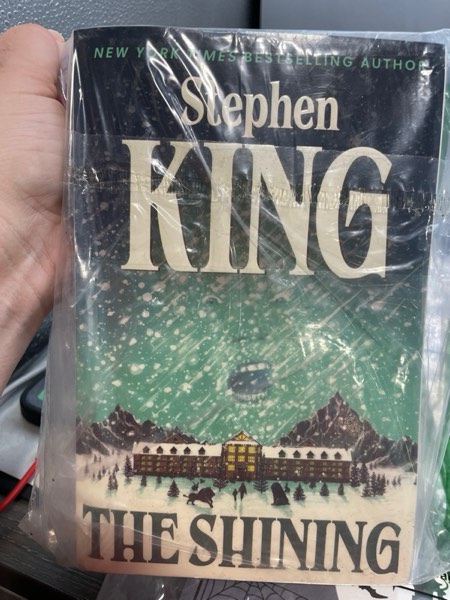 NEW YORK TIMES BESTSELLING AUTHOR
Stephen
KING
THE SHINING